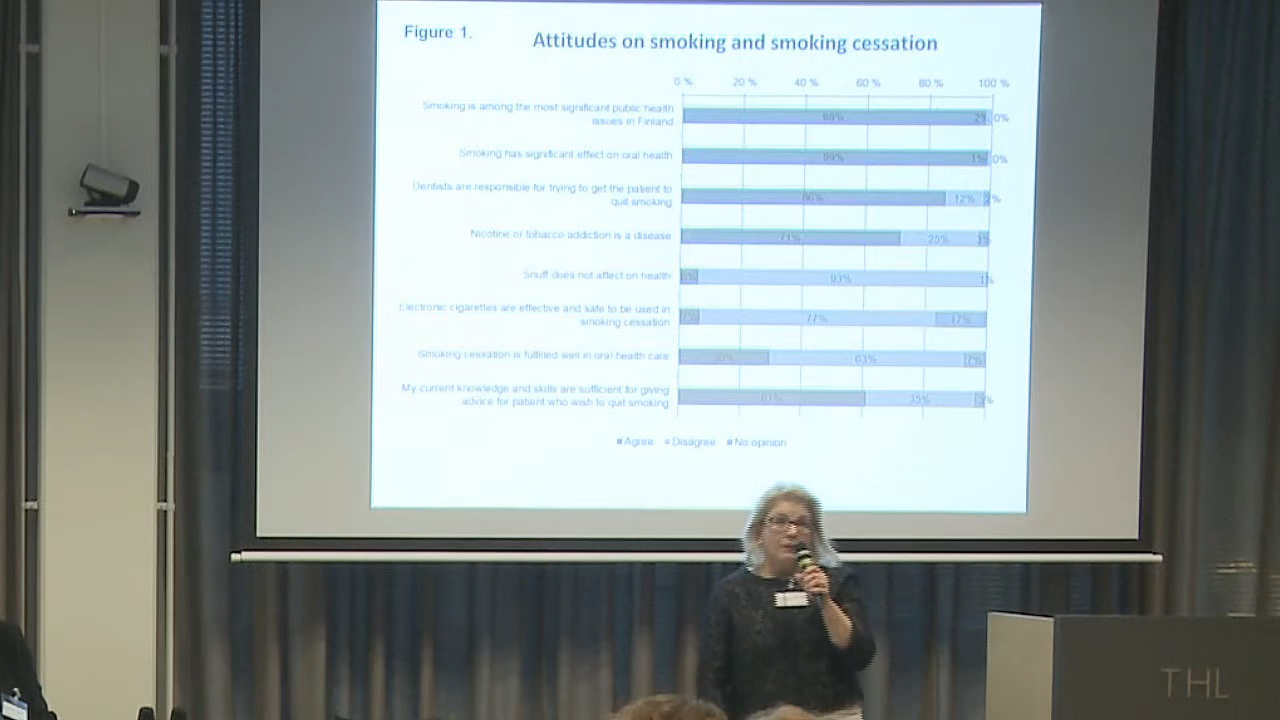 Figure 1.
Attitudes on smoking and smoking cessation
0 % 20 % 40 % 60 % 80 % 100 %
Smoking is among the most significant public health
issues in Finland
98% 2% 0%
Smoking has significant effect on oral health
99% 1% 0%
Dentists are responsible for trying to get the patient to
quit smoking
86% 12% 2%
Nicotine or tobacco addiction is a disease
71% 25% 3%
Snuff does not affect on health
93% 1%
Electronic cigarettes are effective and safe to be used in
smoking cessation
77% 17%
Smoking cessation is fulfilled well in oral health care
63% 7%
My current knowledge and skills are sufficient for giving
advice for patient who wish to quit smoking
61% 35% 3%
Agree Disagree No opinion
THL